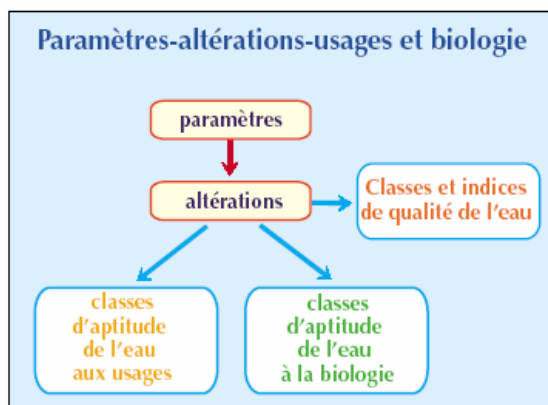 Paramètres-altérations-usages et biologie
paramètres
altérations
Classes et indices
de qualité de l'eau
classes
d'aptitude
de l'eau
aux usages
classes
d'aptitude
de l'eau
à la biologie